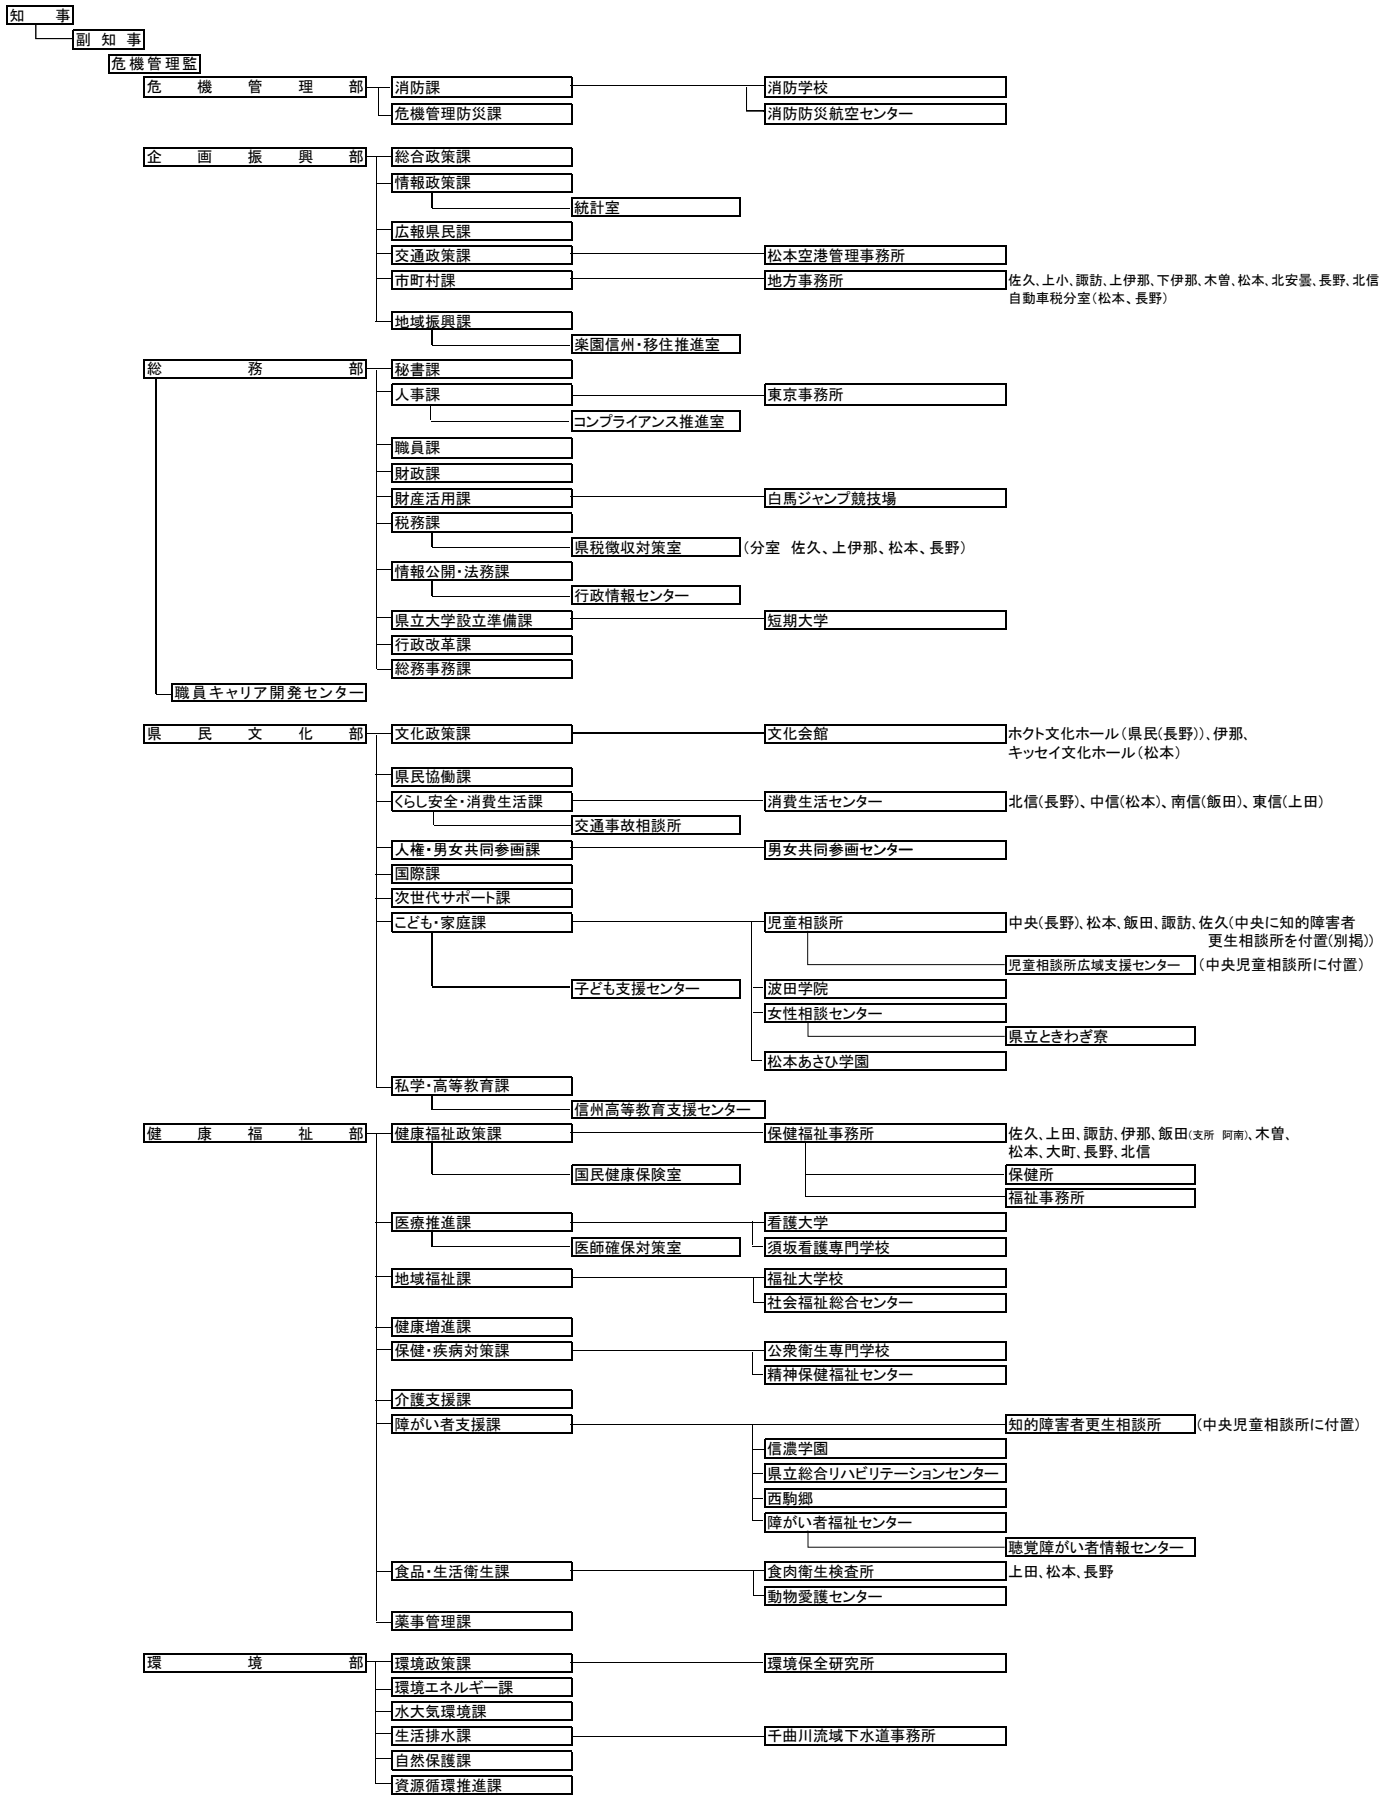 知　事
副 知 事
危機管理監
危　機　管　理　部　消防課　消防学校
危機管理防災課　消防防災航空センター
企　画　振　興　部　総合政策課
情報政策課
統計室
広報県民課
交通政策課　松本空港管理事務所
市町村課　地方事務所　佐久、上小、諏訪、上伊那、下伊那、木曽、松本、北安曇、長野、北信
自動車税分室(松本、長野)
地域振興課
楽園信州・移住推進室
総　務　部　秘書課
人事課　東京事務所
コンプライアンス推進室
職員課
財政課
財産活用課　白馬ジャンプ競技場
税務課
県税徴収対策室　(分室　佐久、上伊那、松本、長野)
情報公開・法務課
行政情報センター
県立大学設立準備課　短期大学
行政改革課
総務事務課
職員キャリア開発センター
県　民　文　化　部　文化政策課　文化会館　ホクト文化ホール(県民(長野))、伊那、
キッセイ文化ホール(松本)
県民協働課
くらし安全・消費生活課　消費生活センター　北信(長野)、中信(松本)、南信(飯田)、東信(上田)
交通事故相談所
人権・男女共同参画課　男女共同参画センター
国際課
次世代サポート課
こども・家庭課　児童相談所　中央(長野)、松本、飯田、諏訪、佐久(中央に知的障害者
更生相談所を付置(別掲))
児童相談所広域支援センター　(中央児童相談所に付置)
子ども支援センター　波田学院
女性相談センター
県立ときわぎ寮
松本あさひ学園
私学・高等教育課
信州高等教育支援センター
健　康　福　祉　部　健康福祉政策課　保健福祉事務所　佐久、上田、諏訪、伊那、飯田(支所　阿南)、木曽、
松本、大町、長野、北信
国民健康保険室　保健所
福祉事務所
医療推進課　看護大学
医師確保対策室　須坂看護専門学校
地域福祉課　福祉大学校
社会福祉総合センター
健康増進課
保健・疾病対策課　公衆衛生専門学校
精神保健福祉センター
介護支援課
障がい者支援課　知的障害者更生相談所　(中央児童相談所に付置)
信濃学園
県立総合リハビリテーションセンター
西駒郷
障がい者福祉センター
聴覚障がい者情報センター
食品・生活衛生課　食肉衛生検査所　上田、松本、長野
動物愛護センター
薬事管理課
環　境　部　環境政策課　環境保全研究所
環境エネルギー課
水大気環境課
生活排水課　千曲川流域下水道事務所
自然保護課
資源循環推進課